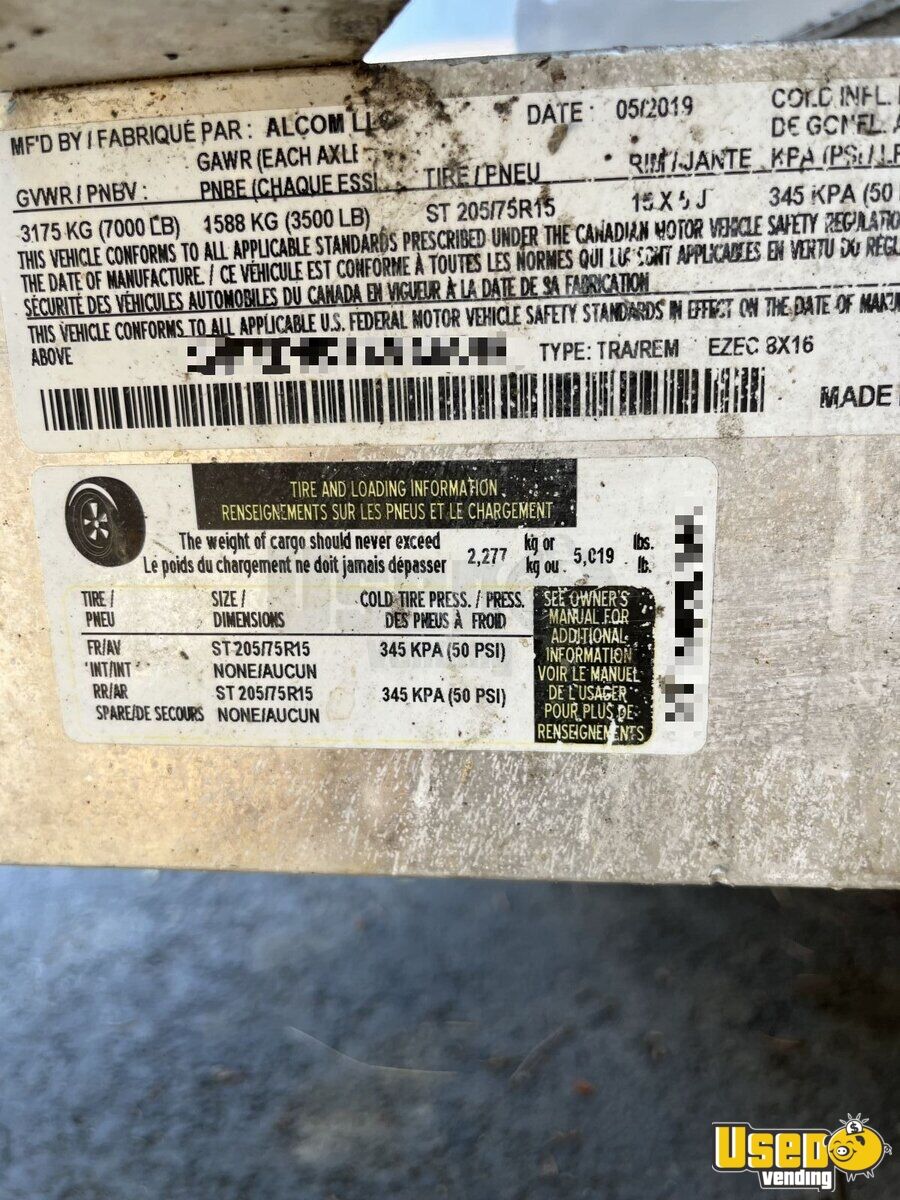 MF'D BY / FABRIQUÉ PAR : ALCOM LLC DATE : 05/2019 COLD INFL.
GAWR (EACH AXLE DE GONFL. A
GVWR / PNBV : PNBE (CHAQUE ESSI TIRE / PNEU RIM / JANTE KPA (PSI / LP
3175 KG (7000 LB) 1588 KG (3500 LB) ST 205/75R15 15 X 5 J 345 KPA (50
THIS VEHICLE CONFORMS TO ALL APPLICABLE STANDARDS PRESCRIBED UNDER THE CANADIAN MOTOR VEHICLE SAFETY REGULATIO
THE DATE OF MANUFACTURE. / CE VÉHICULE EST CONFORME À TOUTES LES NORMES QUI LUI SONT APPLICABLES EN VERTU DU RÉGL
SÉCURITÉ DES VÉHICULES AUTOMOBILES DU CANADA EN VIGUEUR À LA DATE DE SA FABRICATION
THIS VEHICLE CONFORMS TO ALL APPLICABLE U.S. FEDERAL MOTOR VEHICLE SAFETY STANDARDS IN EFFECT ON THE DATE OF MANU
ABOVE TYPE: TRA/REM EZEC 8X16
MADE
TIRE AND LOADING INFORMATION
RENSEIGNEMENTS SUR LES PNEUS ET LE CHARGEMENT
The weight of cargo should never exceed 2,277 kg or 5,019 lbs.
Le poids du chargement ne doit jamais dépasser kg ou lb.
TIRE / SIZE / COLD TIRE PRESS. / PRESS.
PNEU DIMENSIONS DES PNEUS À FROID
FR/AV ST 205/75R15 345 KPA (50 PSI)
INT/INT NONE/AUCUN
RR/AR ST 205/75R15 345 KPA (50 PSI)
SPARE/DE SECOURS NONE/AUCUN
SEE OWNER'S
MANUAL FOR
ADDITIONAL
INFORMATION
VOIR LE MANUEL
DE L'USAGER
POUR PLUS DE
RENSEIGNEMENTS
USED
vending